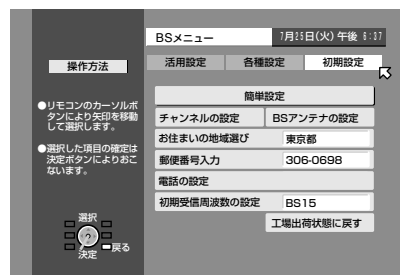 BSメニュー
7月25日(火) 午後 6:37
操作方法
活用設定
各種設定
初期設定
●リモコンのカーソルボ
タンにより矢印を移動
して選択します。
●選択した項目の確定は
決定ボタンによりおこ
ないます。
簡単設定
チャンネルの設定
BSアンテナの設定
お住まいの地域選び
東京都
郵便番号入力
306-0698
電話の設定
初期受信周波数の設定
BS15
工場出荷状態に戻す
選択
戻る
決定